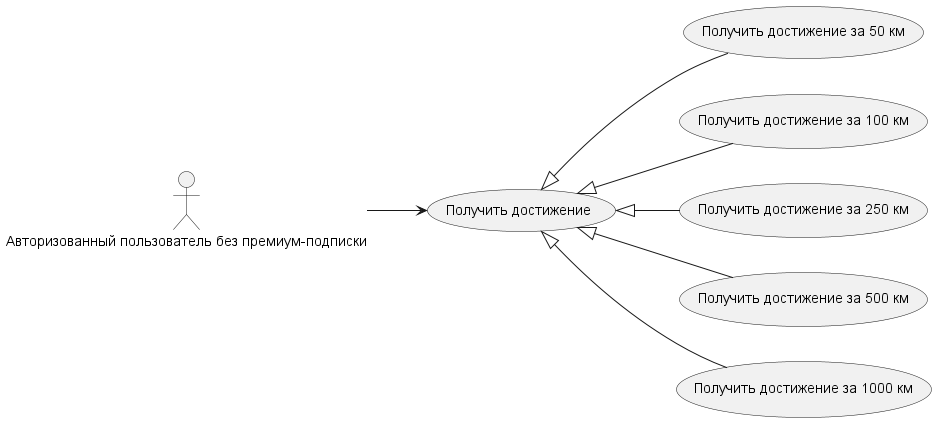 Получить достижение за 50 км
Получить достижение за 100 км
Авторизованный пользователь без премиум-подписки
Получить достижение
Получить достижение за 250 км
Получить достижение за 500 км
Получить достижение за 1000 км